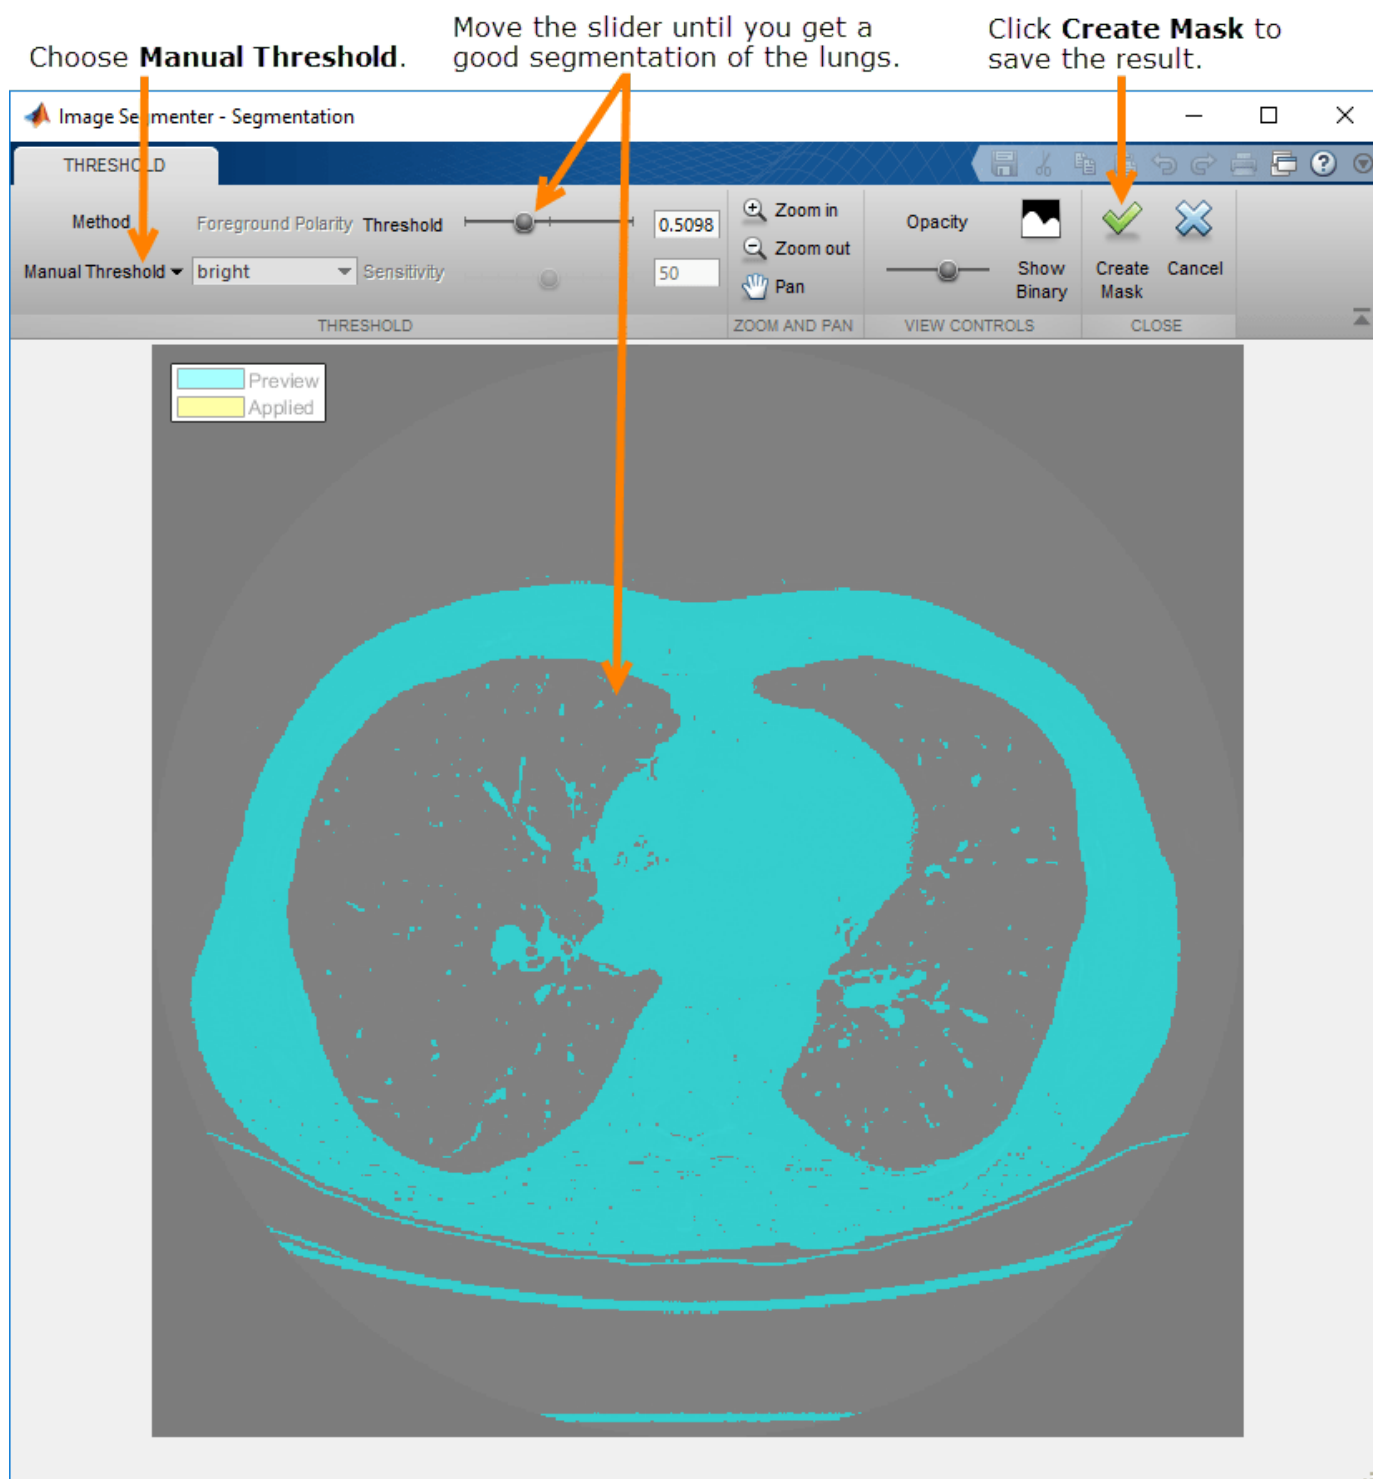 Choose Manual Threshold.
Move the slider until you get a
good segmentation of the lungs.
Click Create Mask to
save the result.
Image Segmenter - Segmentation
THRESHOLD
Method
Manual Threshold
Foreground Polarity
bright
Threshold
0.5098
Sensitivity
50
THRESHOLD
Zoom in
Zoom out
Pan
ZOOM AND PAN
Opacity
Show
Binary
VIEW CONTROLS
Create
Mask
Cancel
CLOSE
Preview
Applied